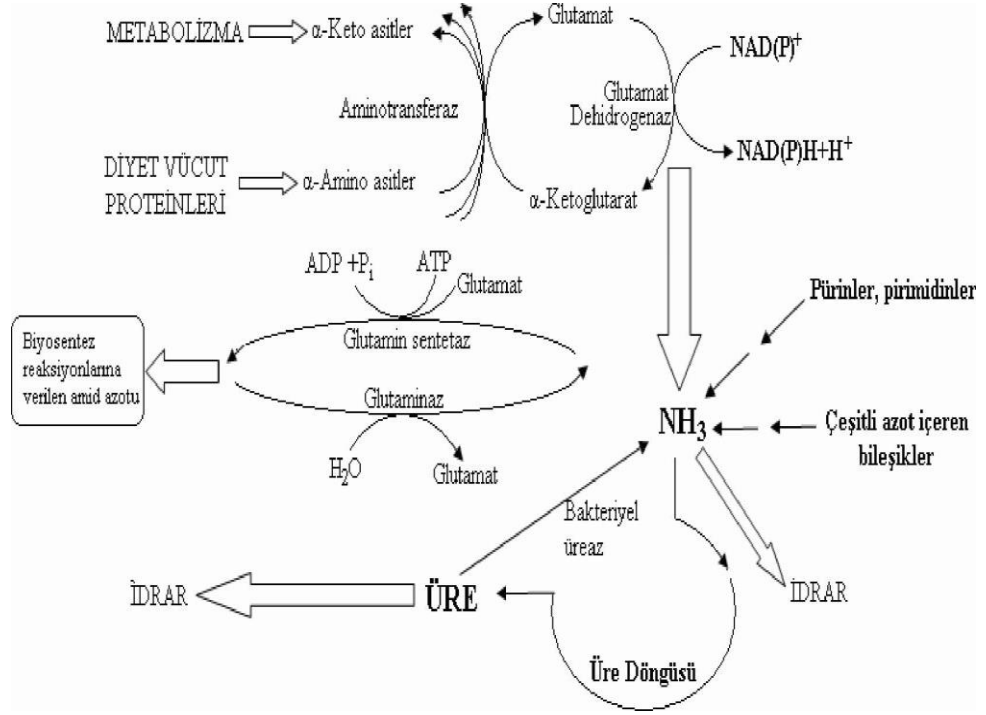 Glutamat
METABOLİZMA
α-Keto asitler
NAD(P)+
Glutamat
Dehidrogenaz
Aminotransferaz
NAD(P)H+H+
DİYET VÜCUT
PROTEİNLERİ
α-Amino asitler
α-Ketoglutarat
ADP +Pi
ATP
Glutamat
Pürinler, pirimidinler
Glutamin sentetaz
Biyosentez
reaksiyonlarına
verilen amid azotu
Glutaminaz
NH3
Çeşitli azot içeren
bileşikler
H2O
Glutamat
Bakteriyel
üreaz
İDRAR
ÜRE
İDRAR
Üre Döngüsü